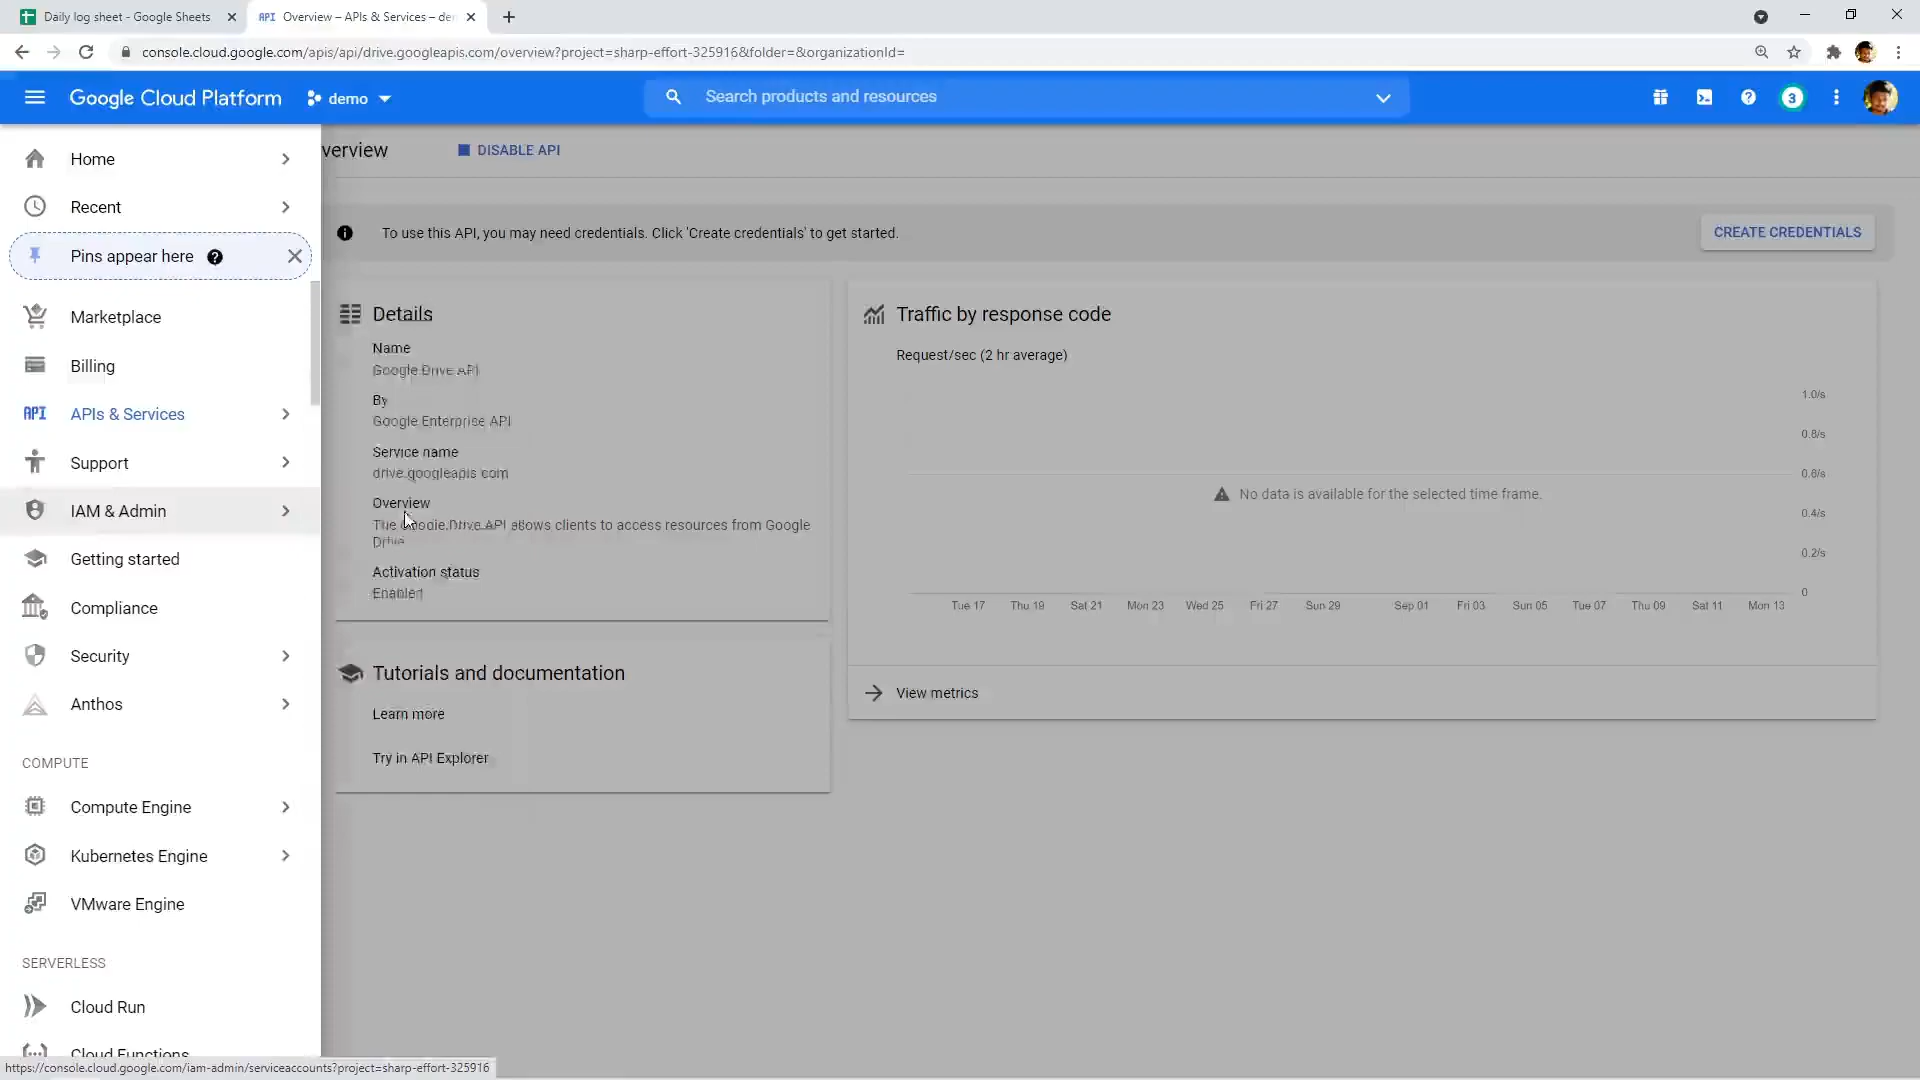 Daily log sheet - Google Sheets
API Overview – APIs & Services – de
console.cloud.google.com/apis/api/drive.googleapis.com/overview?project=sharp-effort-325916&folder=&organizationId=
Google Cloud Platform
demo
Search products and resources
3
Home
Recent
Pins appear here
Marketplace
Billing
API APIs & Services
Support
IAM & Admin
Getting started
Compliance
Security
Anthos
COMPUTE
Compute Engine
Kubernetes Engine
VMware Engine
SERVERLESS
Cloud Run
Cloud Functions
https://console.cloud.google.com/iam-admin/serviceaccounts?project=sharp-effort-325916
verview
DISABLE API
To use this API, you may need credentials. Click 'Create credentials' to get started.
CREATE CREDENTIALS
Details
Name
Google Drive API
By
Google Enterprise API
Service name
drive.googleapis.com
Overview
The Google Drive API allows clients to access resources from Google
Drive
Activation status
Enabled
Tutorials and documentation
Learn more
Try in API Explorer
Traffic by response code
Request/sec (2 hr average)
1.0/s
0.8/s
0.6/s
No data is available for the selected time frame.
0.4/s
0.2/s
0
Tue 17 Thu 19 Sat 21 Mon 23 Wed 25 Fri 27 Sun 29 Sep 01 Fri 03 Sun 05 Tue 07 Thu 09 Sat 11 Mon 13
View metrics